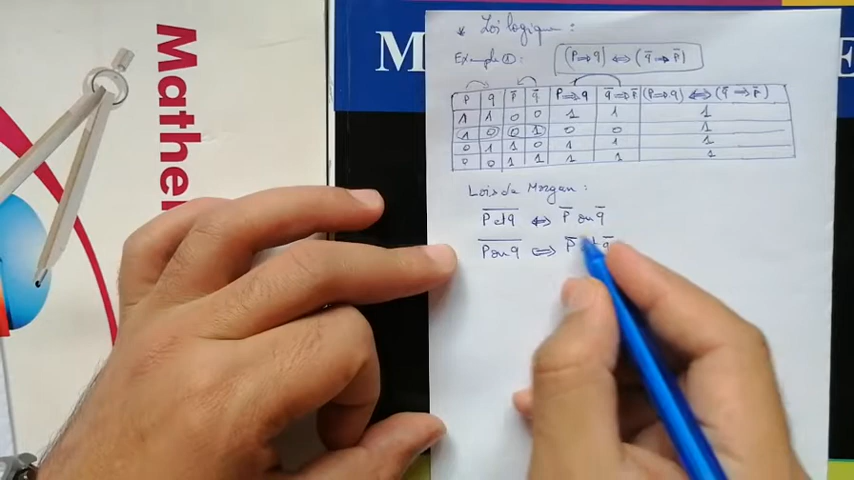 * Loi logique :
Exemple ① (P⇒q) ⇔ (q̄⇒p̄)
P q p̄ q̄ P⇒q q̄⇒p̄ (P⇒q) ⇔ (q̄⇒p̄)
1 1 0 0 1 1 1
1 0 0 1 0 0 1
0 1 1 0 1 1 1
0 0 1 1 1 1 1
Lois de Morgan :
P et q ⇔ p̄ ou q̄
P ou q ⇔ p̄ et q̄
Mathe
M